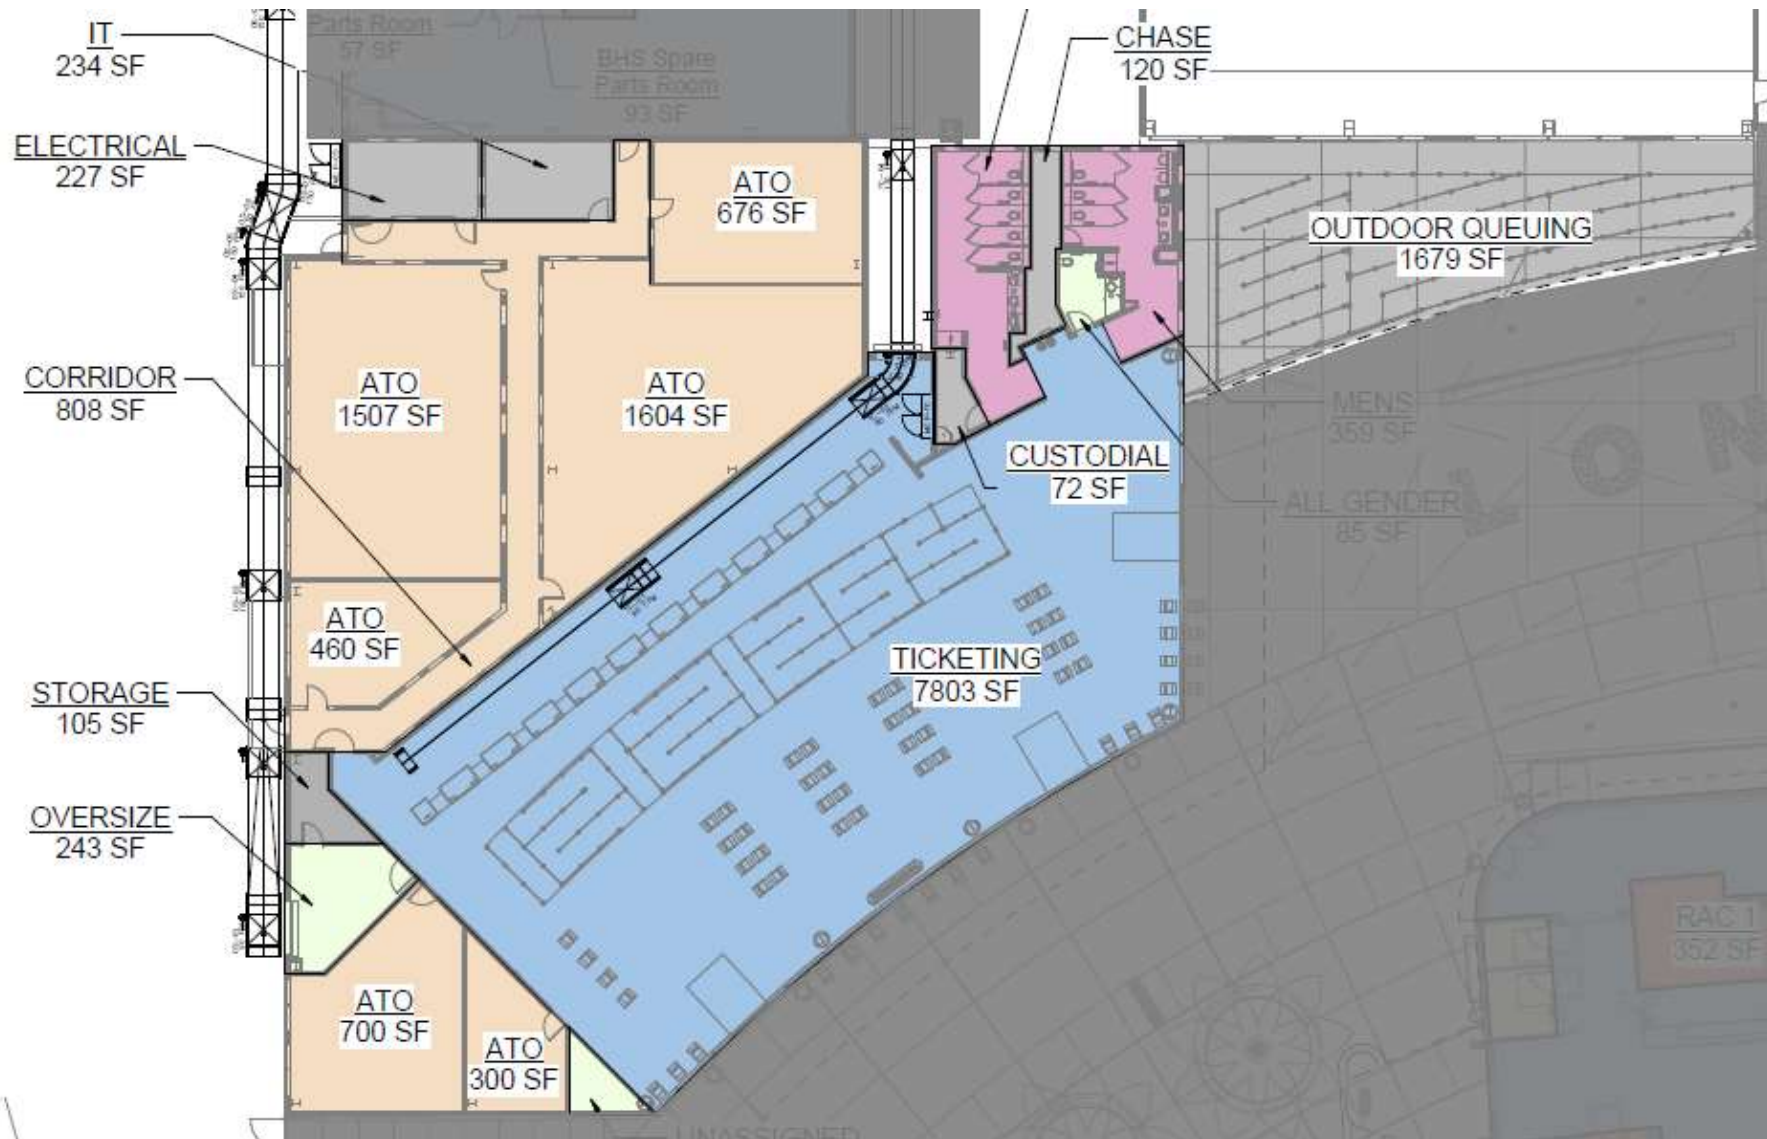 Parts Room
57 SF
BHS Spare
Parts Room
93 SF
IT
234 SF
CHASE
120 SF
ELECTRICAL
227 SF
ATO
676 SF
OUTDOOR QUEUING
1679 SF
CORRIDOR
808 SF
ATO
1507 SF
ATO
1604 SF
MENS
359 SF
CUSTODIAL
72 SF
ALL GENDER
85 SF
ATO
460 SF
TICKETING
7803 SF
STORAGE
105 SF
OVERSIZE
243 SF
RAC 1
352 SF
ATO
700 SF
ATO
300 SF
UNASSIGNED